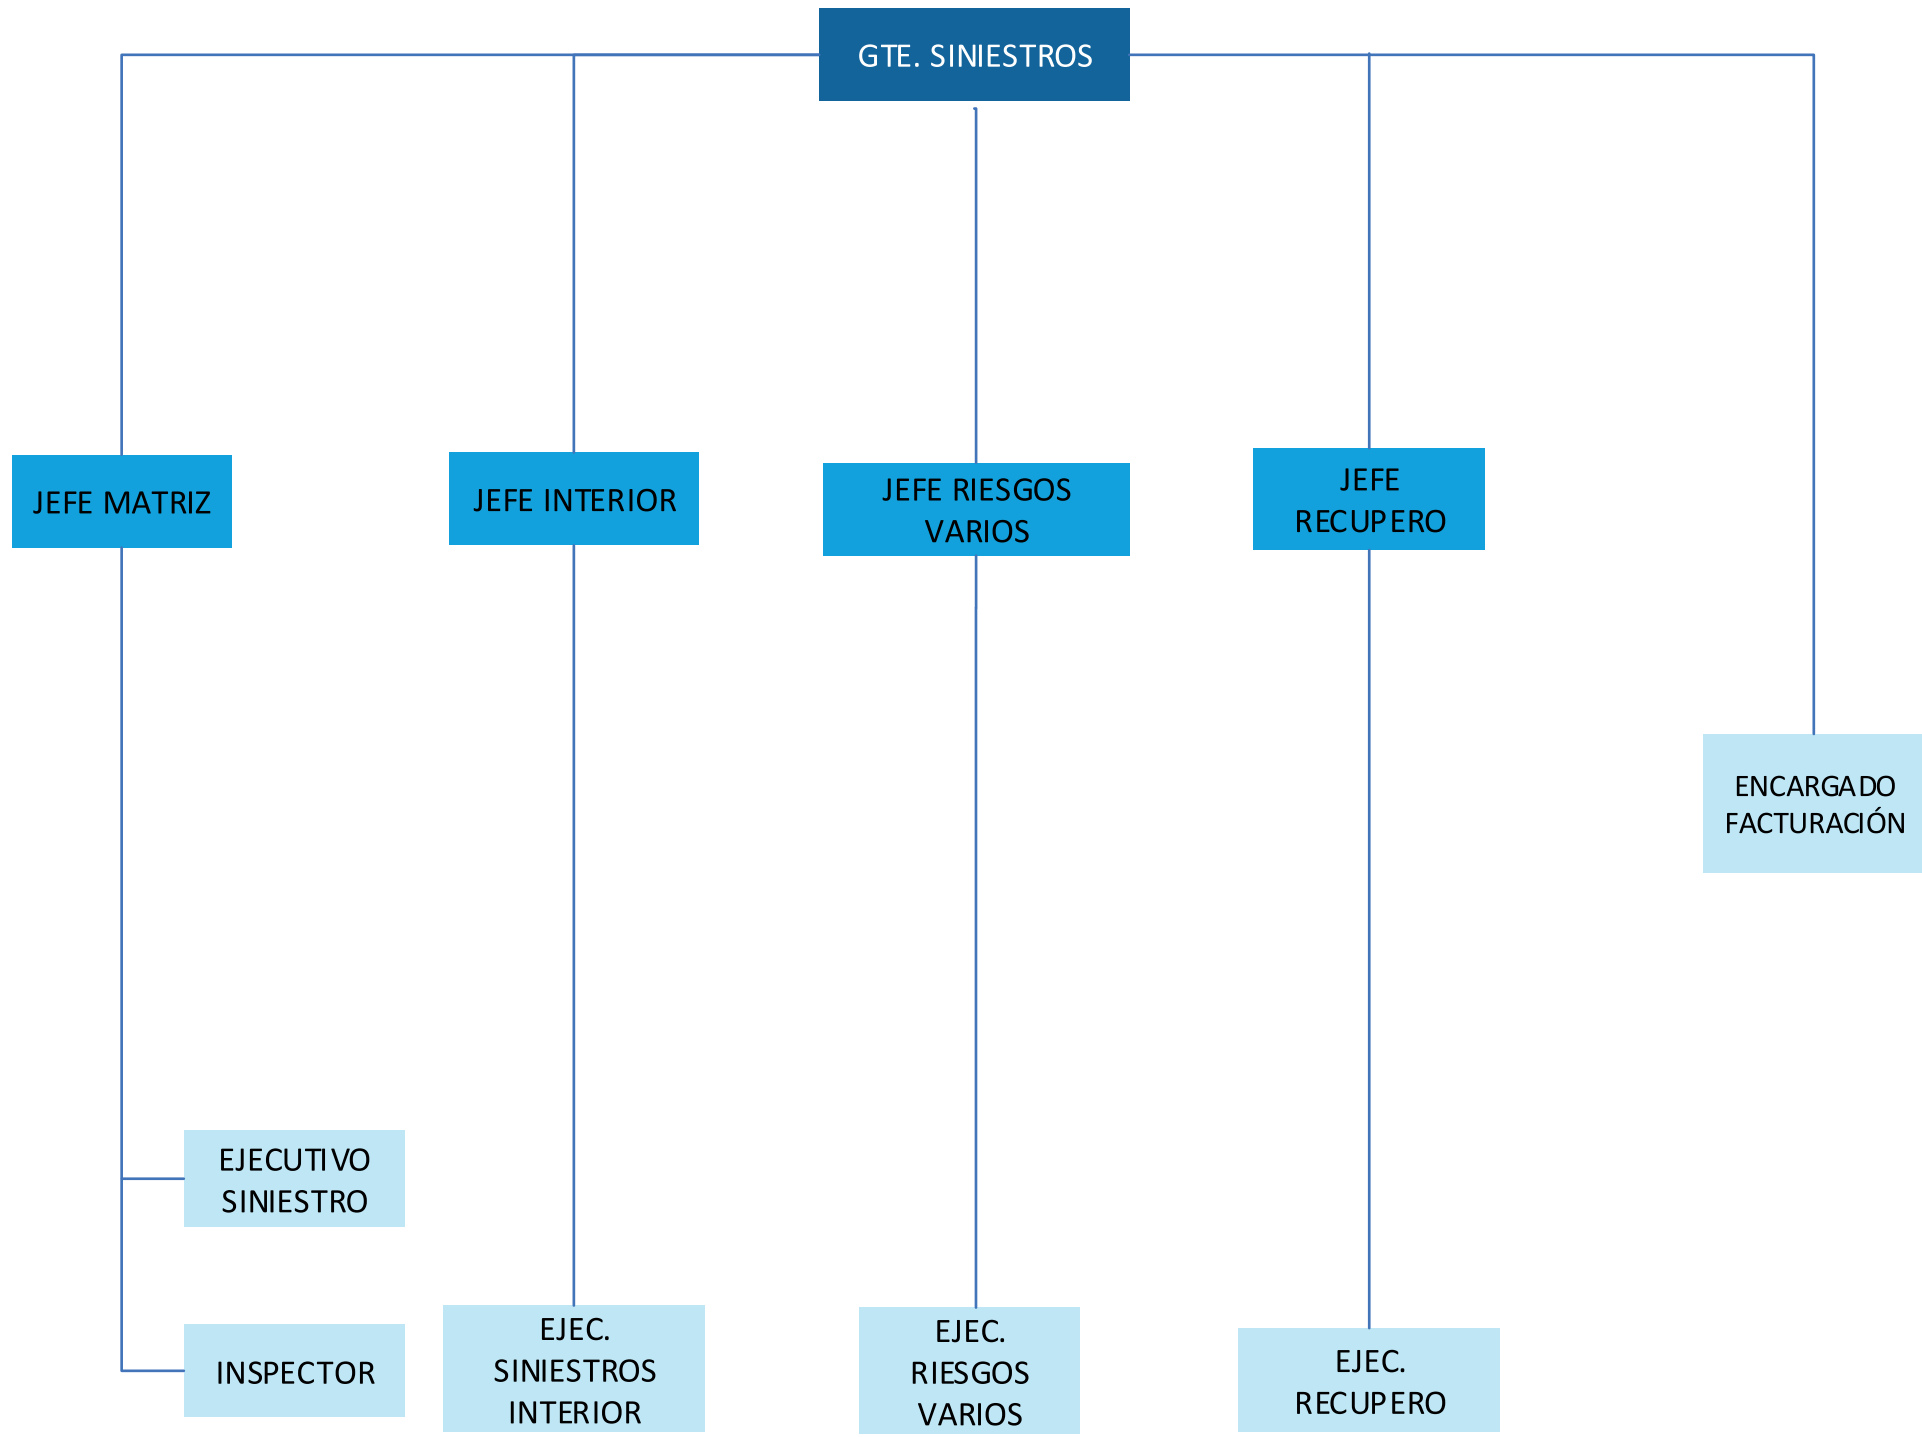 GTE. SINIESTROS
JEFE MATRIZ
JEFE INTERIOR
JEFE RIESGOS
VARIOS
JEFE
RECUPERO
ENCARGADO
FACTURACIÓN
EJECUTIVO
SINIESTRO
INSPECTOR
EJEC.
SINIESTROS
INTERIOR
EJEC.
RIESGOS
VARIOS
EJEC.
RECUPERO